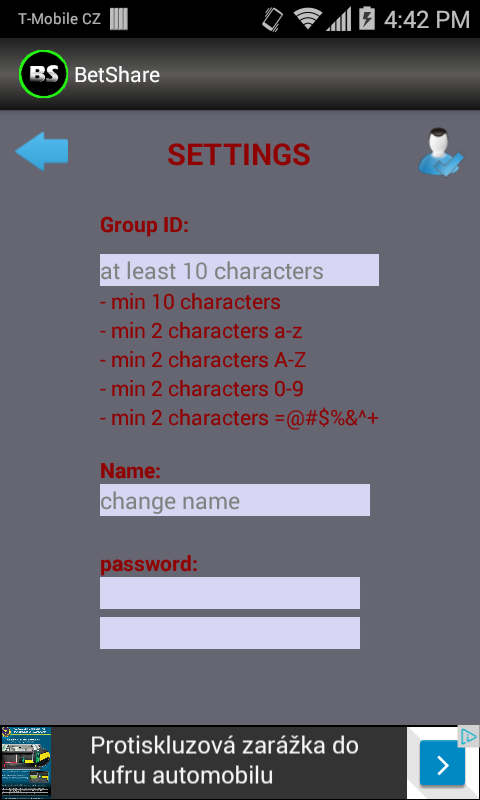 T-Mobile CZ
4:42 PM
BS BetShare
SETTINGS
Group ID:
at least 10 characters
- min 10 characters
- min 2 characters a-z
- min 2 characters A-Z
- min 2 characters 0-9
- min 2 characters =@#$%&^+
Name:
change name
password:
Protiskluzová zarážka do
kufru automobilu